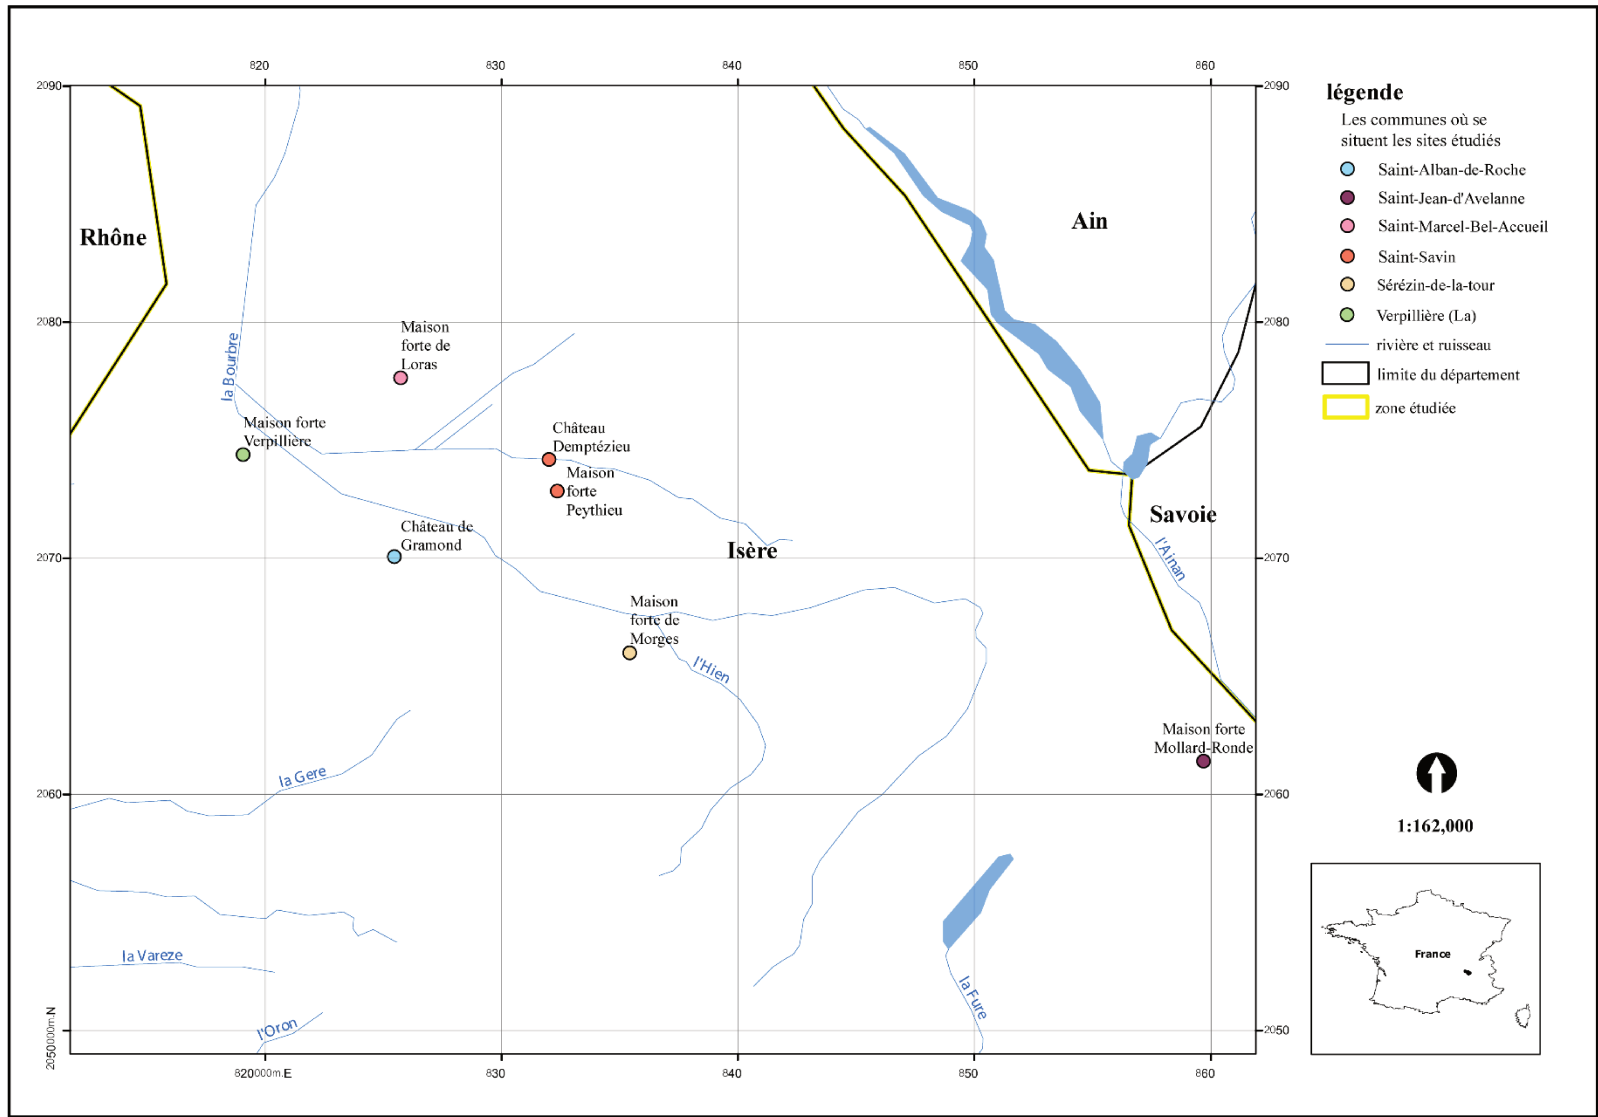 820
830
840
850
860
2090
2090
légende
Les communes où se
situent les sites étudiés
Saint-Alban-de-Roche
Saint-Jean-d'Avelanne
Saint-Marcel-Bel-Accueil
Saint-Savin
Sérézin-de-la-tour
Verpillière (La)
rivière et ruisseau
limite du département
zone étudiée
Rhône
Ain
2080
2080
la Bourbre
Maison
forte de
Loras
Maison forte
Verpillière
Château
Demptézieu
Maison
forte
Peythieu
Château de
Gramond
Savoie
l'Ainan
Isère
2070
2070
Maison
forte de
Morges
l'Hien
Maison forte
Mollard-Ronde
la Gere
2060
2060
1:162,000
la Vareze
la Fure
l'Oron
France
2050000m.N
2050
820000m.E
830
840
850
860